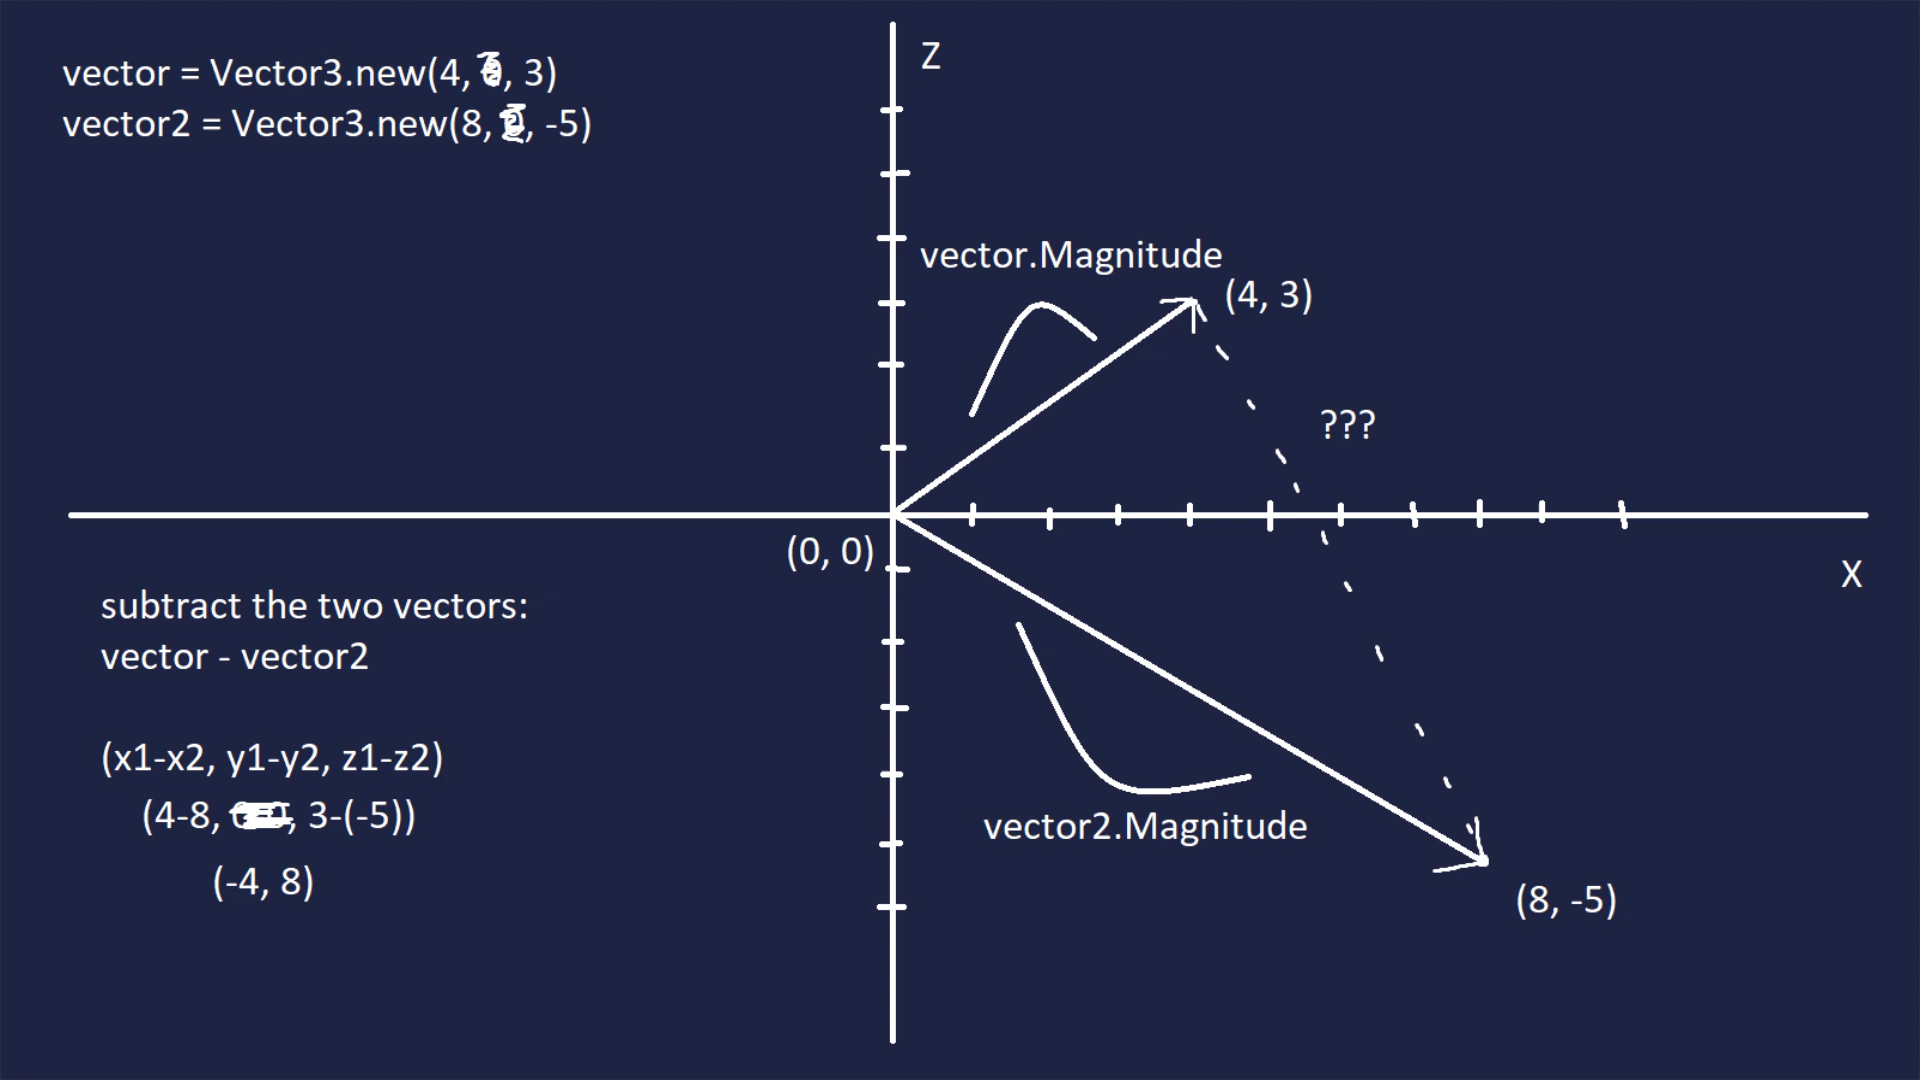 vector = Vector3.new(4, , 3)
vector2 = Vector3.new(8, , -5)
Z
vector.Magnitude
(4, 3)
???
(0, 0)
X
subtract the two vectors:
vector - vector2
(x1-x2, y1-y2, z1-z2)
(4-8, , 3-(-5))
(-4, 8)
vector2.Magnitude
(8, -5)